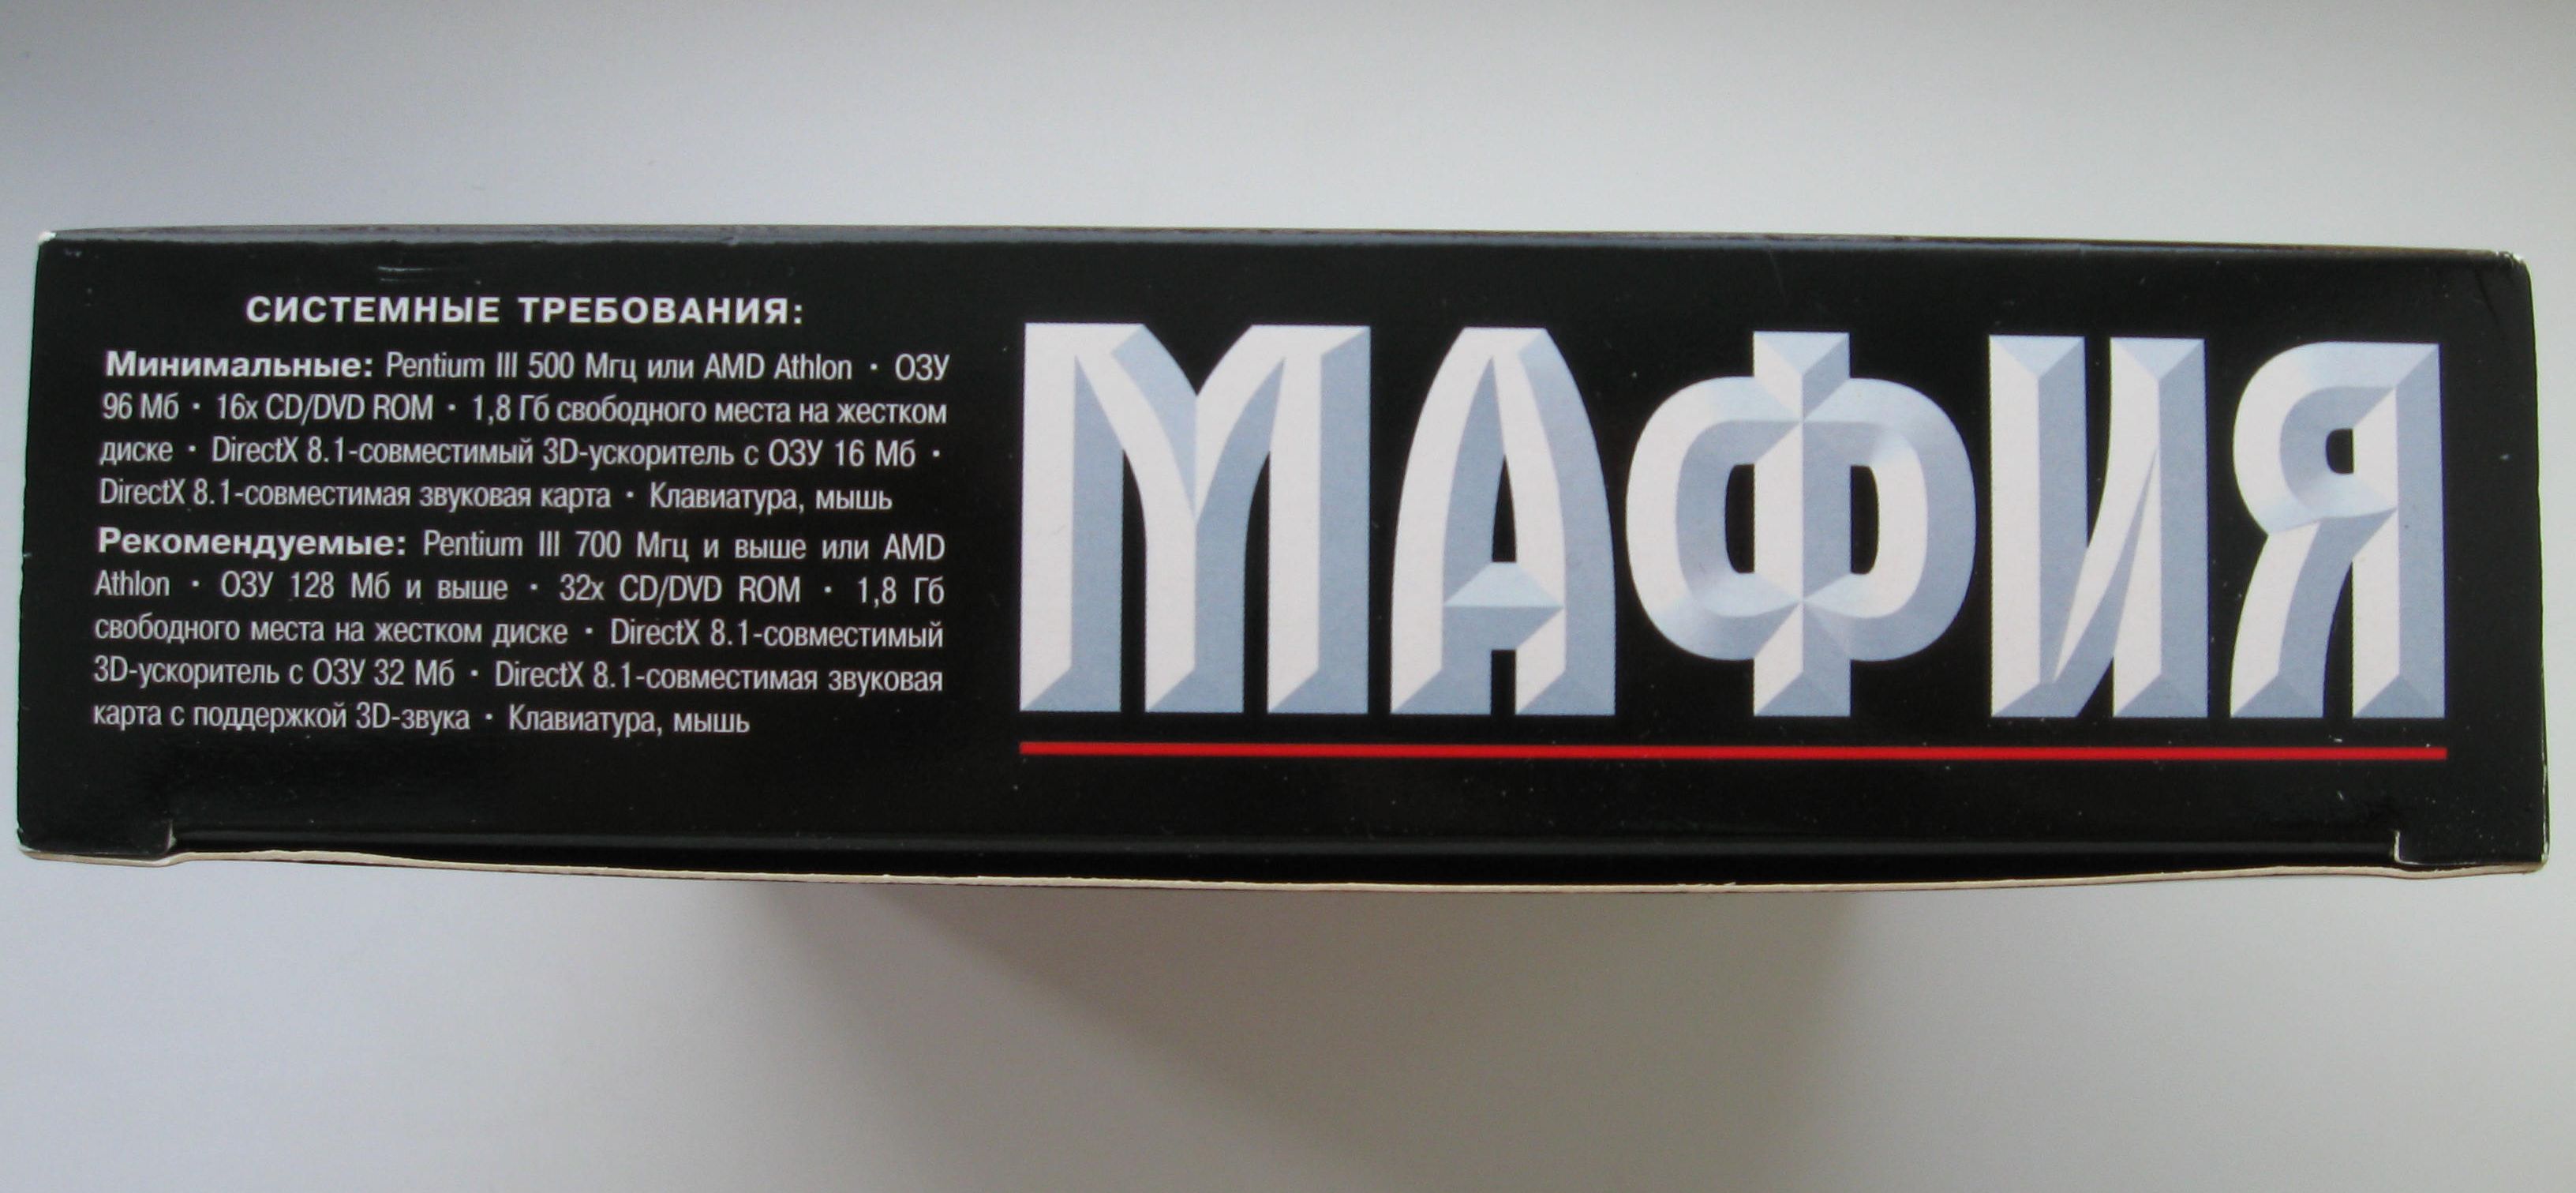 СИСТЕМНЫЕ ТРЕБОВАНИЯ:
Минимальные: Pentium III 500 Мгц или AMD Athlon · ОЗУ
96 Мб · 16x CD/DVD ROM · 1,8 Гб свободного места на жестком
диске · DirectX 8.1-совместимый 3D-ускоритель с ОЗУ 16 Мб ·
DirectX 8.1-совместимая звуковая карта · Клавиатура, мышь
Рекомендуемые: Pentium III 700 Мгц и выше или AMD
Athlon · ОЗУ 128 Мб и выше · 32x CD/DVD ROM · 1,8 Гб
свободного места на жестком диске · DirectX 8.1-совместимый
3D-ускоритель с ОЗУ 32 Мб · DirectX 8.1-совместимая звуковая
карта с поддержкой 3D-звука · Клавиатура, мышь
МАФИЯ